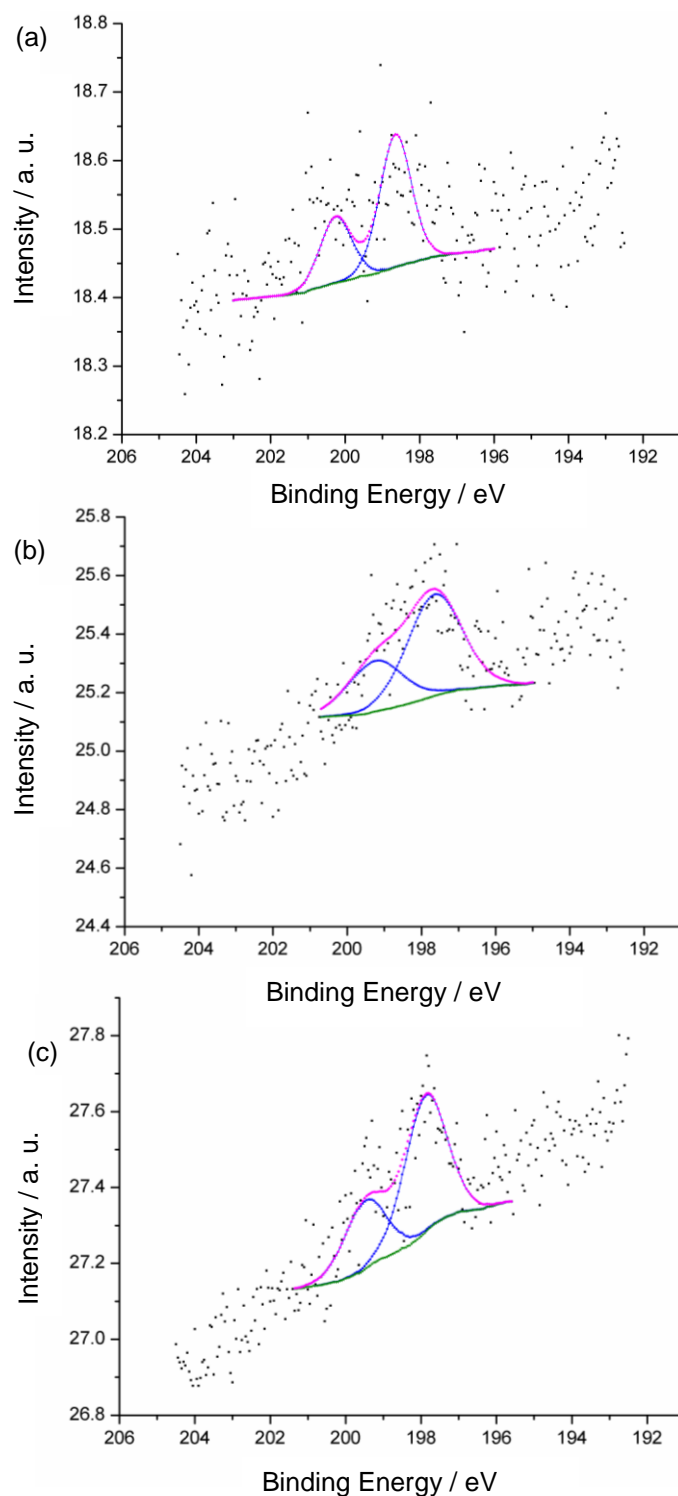 (a)
18.8
18.7
18.6
18.5
18.4
18.3
18.2
Intensity / a. u.
206 204 202 200 198 196 194 192
Binding Energy / eV
(b)
25.8
25.6
25.4
25.2
25.0
24.8
24.6
24.4
Intensity / a. u.
206 204 202 200 198 196 194 192
Binding Energy / eV
(c)
27.8
27.6
27.4
27.2
27.0
26.8
Intensity / a. u.
206 204 202 200 198 196 194 192
Binding Energy / eV